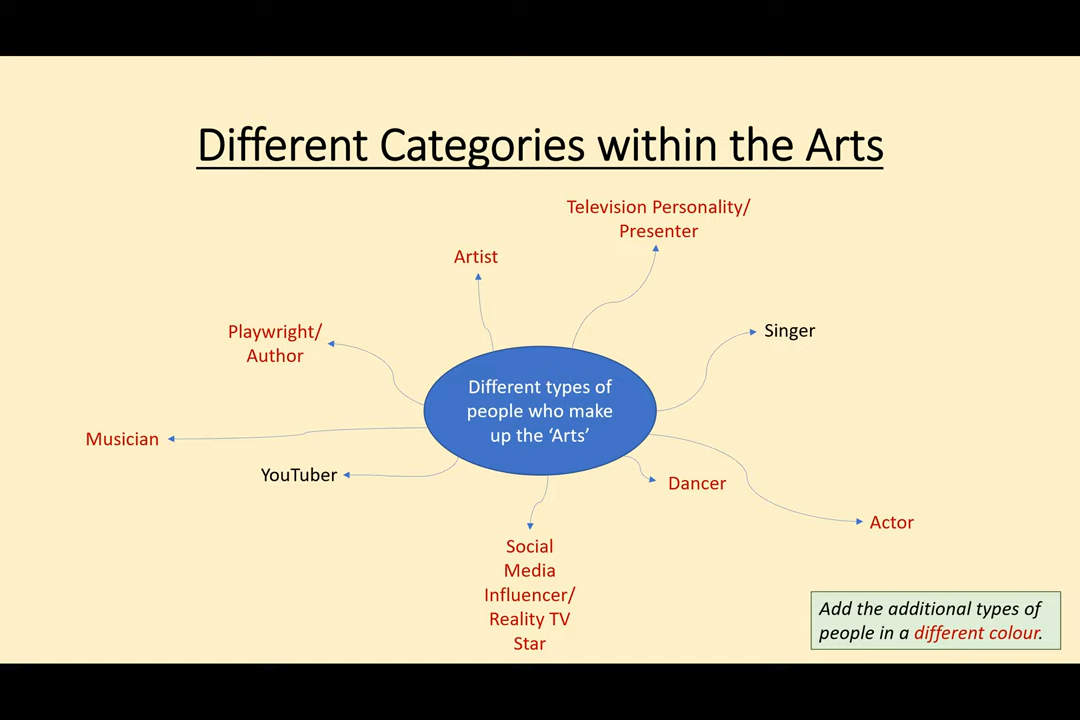 Different Categories within the Arts
Television Personality/
Presenter
Artist
Singer
Playwright/
Author
Different types of
people who make
up the ‘Arts’
Musician
YouTuber
Dancer
Actor
Social
Media
Influencer/
Reality TV
Star
Add the additional types of
people in a different colour.